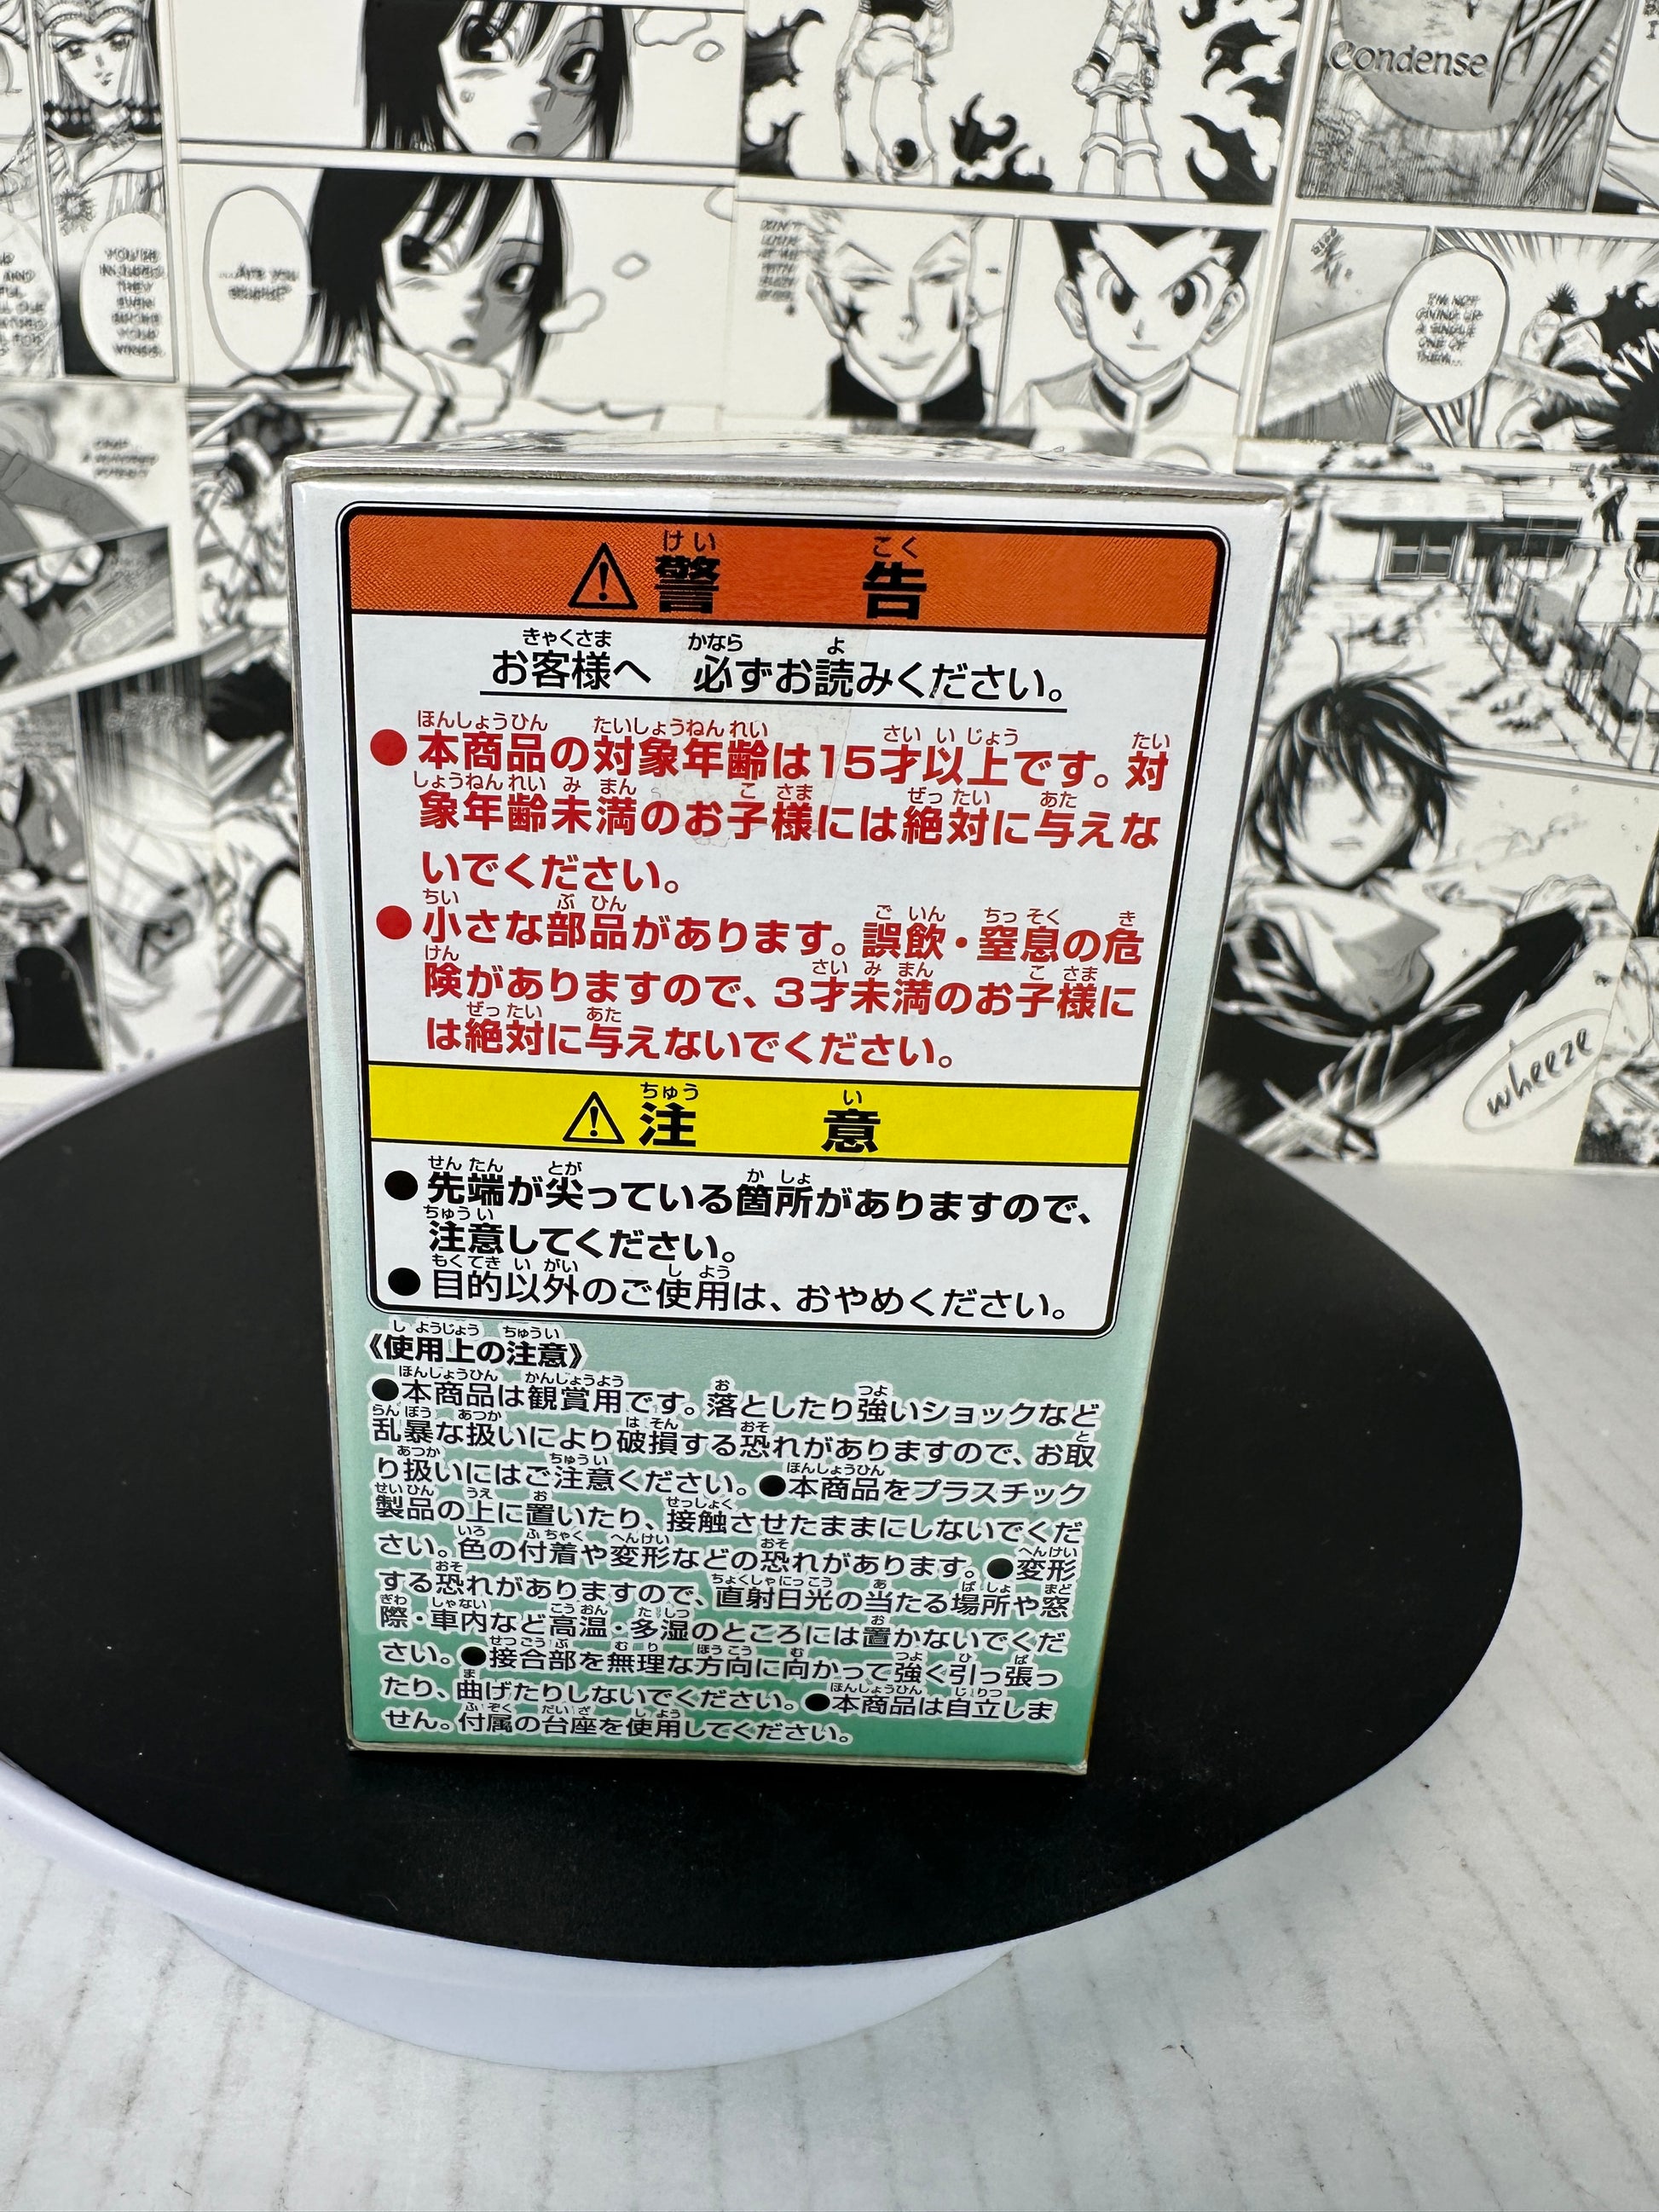 Condense
...ARE YOU
STUPID?
YOU'RE
INJURED.
THEY
EVEN
BROKE
YOUR
WINGS.
I'M NOT
GIVING UP
A SINGLE
ONE OF
THEM...
wheeze
けい こく
⚠警 告
きゃくさま かなら よ
お客様へ 必ずお読みください。
ほんしょうひん たいしょうねんれい さい い じょう たい
●本商品の対象年齢は15才以上です。対
しょうねんれい み まん こ さま ぜったい あた
象年齢未満のお子様には絶対に与えな
いでください。
ちい ぶ ひん ご いん ちっそく き
●小さな部品があります。誤飲・窒息の危
けん さい み まん こ さま
険がありますので、3才未満のお子様に
ぜったい あた
は絶対に与えないでください。
ちゅう い
⚠注 意
せんたん とが か しょ
●先端が尖っている箇所がありますので、
ちゅうい
注意してください。
もくてき い がい し よう
●目的以外のご使用は、おやめください。
し ようじょう ちゅうい
《使用上の注意》
ほんしょうひん かんしょうよう お つよ
●本商品は観賞用です。落としたり強いショックなど
らんぼう あつか は そん おそ と
乱暴な扱いにより破損する恐れがありますので、お取
あつか ちゅうい ほんしょうひん
り扱いにはご注意ください。●本商品をプラスチック
せいひん うえ お せっしょく
製品の上に置いたり、接触させたままにしないでくだ
いろ ふちゃく へんけい おそ へんけい
さい。色の付着や変形などの恐れがあります。●変形
おそ ちょくしゃにっこう あ ば しょ まど
する恐れがありますので、直射日光の当たる場所や窓
ぎわ しゃない こうおん た しつ お
際・車内など高温・多湿のところには置かないでくだ
せつごうぶ む り ほうこう む つよ ひ ぱ
さい。●接合部を無理な方向に向かって強く引っ張っ
ま ほんしょうひん じ りつ
たり、曲げたりしないでください。●本商品は自立しま
ふ ぞく だい ざ し よう
せん。付属の台座を使用してください。